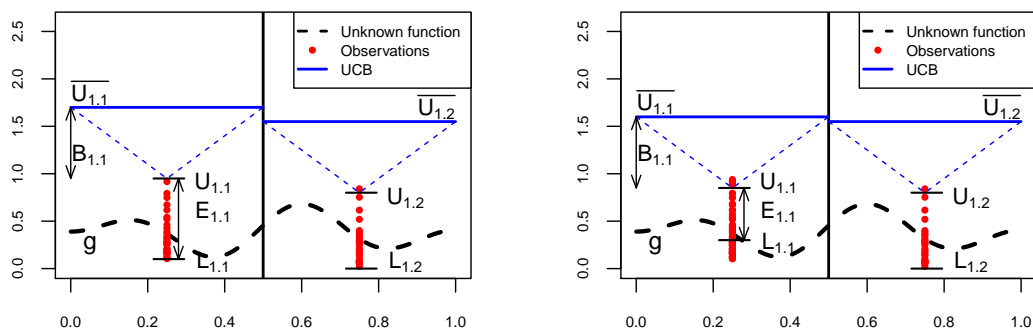 2.5
2.0
1.5
1.0
0.5
0.0
Unknown function
Observations
UCB
U1.1
U1.2
B1.1
U1.1
E1.1
L1.1
U1.2
L1.2
g
0.0 0.2 0.4 0.6 0.8 1.0
2.5
2.0
1.5
1.0
0.5
0.0
Unknown function
Observations
UCB
U1.1
U1.2
B1.1
U1.1
E1.1
L1.1
U1.2
L1.2
g
0.0 0.2 0.4 0.6 0.8 1.0